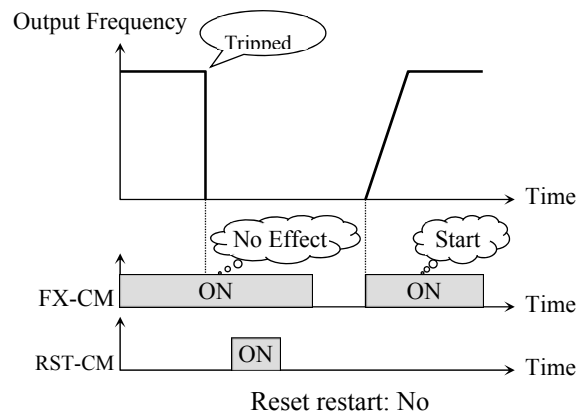 Output Frequency
Tripped
Time
No Effect
Start
FX-CM
ON
ON
Time
RST-CM
ON
Time
Reset restart: No